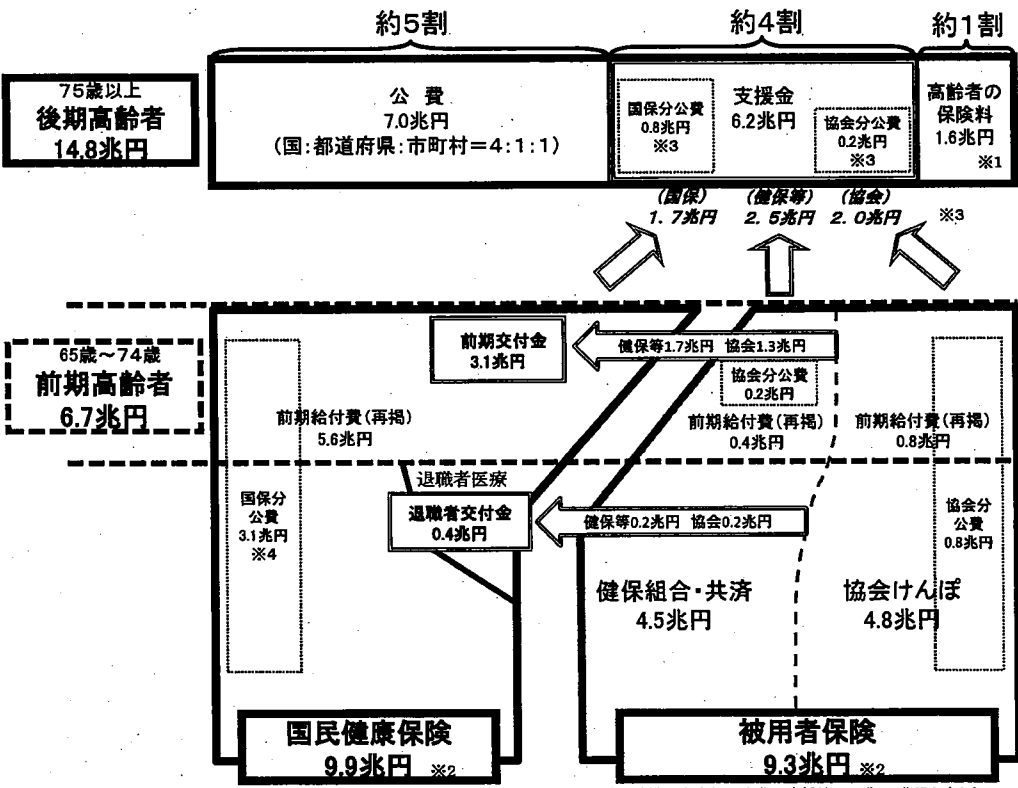 約5割
約4割
約1割
75歳以上
後期高齢者
14.8兆円
公 費
7.0兆円
(国:都道府県:市町村=4:1:1)
国保分公費
0.8兆円
※3
支援金
6.2兆円
協会分公費
0.2兆円
※3
高齢者の
保険料
1.6兆円
※1
(国保)
1.7兆円
(健保等)
2.5兆円
(協会)
2.0兆円
※3
65歳~74歳
前期高齢者
6.7兆円
前期交付金
3.1兆円
健保等1.7兆円 協会1.3兆円
協会分公費
0.2兆円
前期給付費(再掲)
5.6兆円
前期給付費(再掲)
0.4兆円
前期給付費(再掲)
0.8兆円
退職者医療
退職者交付金
0.4兆円
健保等0.2兆円 協会0.2兆円
国保分
公費
3.1兆円
※4
協会分
公費
0.8兆円
健保組合・共済
4.5兆円
協会けんぽ
4.8兆円
国民健康保険
9.9兆円 ※2
被用者保険
9.3兆円 ※2